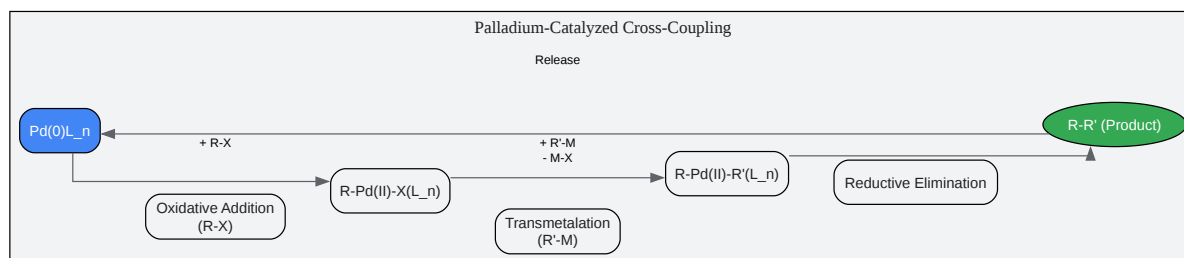 Palladium-Catalyzed Cross-Coupling
Release
Pd(0)L_n
R-R' (Product)
+ R-X
+ R'-M
- M-X
R-Pd(II)-X(L_n)
R-Pd(II)-R'(L_n)
Reductive Elimination
Oxidative Addition
(R-X)
Transmetalation
(R'-M)